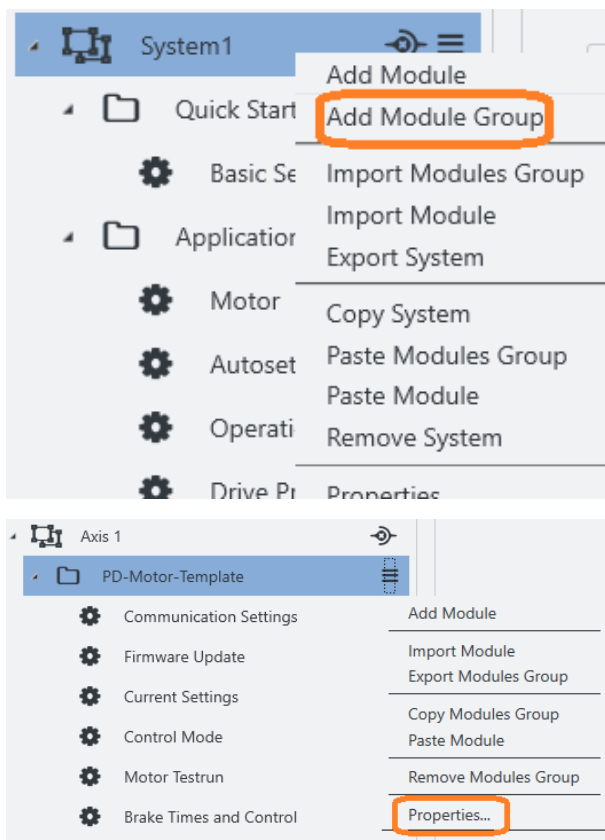 System1
Add Module
Quick Start
Add Module Group
Basic Se
Import Modules Group
Import Module
Application
Export System
Motor
Copy System
Autoset
Paste Modules Group
Paste Module
Operati
Remove System
Drive Pr
Properties
Axis 1
PD-Motor-Template
Communication Settings
Add Module
Firmware Update
Import Module
Export Modules Group
Current Settings
Copy Modules Group
Control Mode
Paste Module
Motor Testrun
Remove Modules Group
Brake Times and Control
Properties...